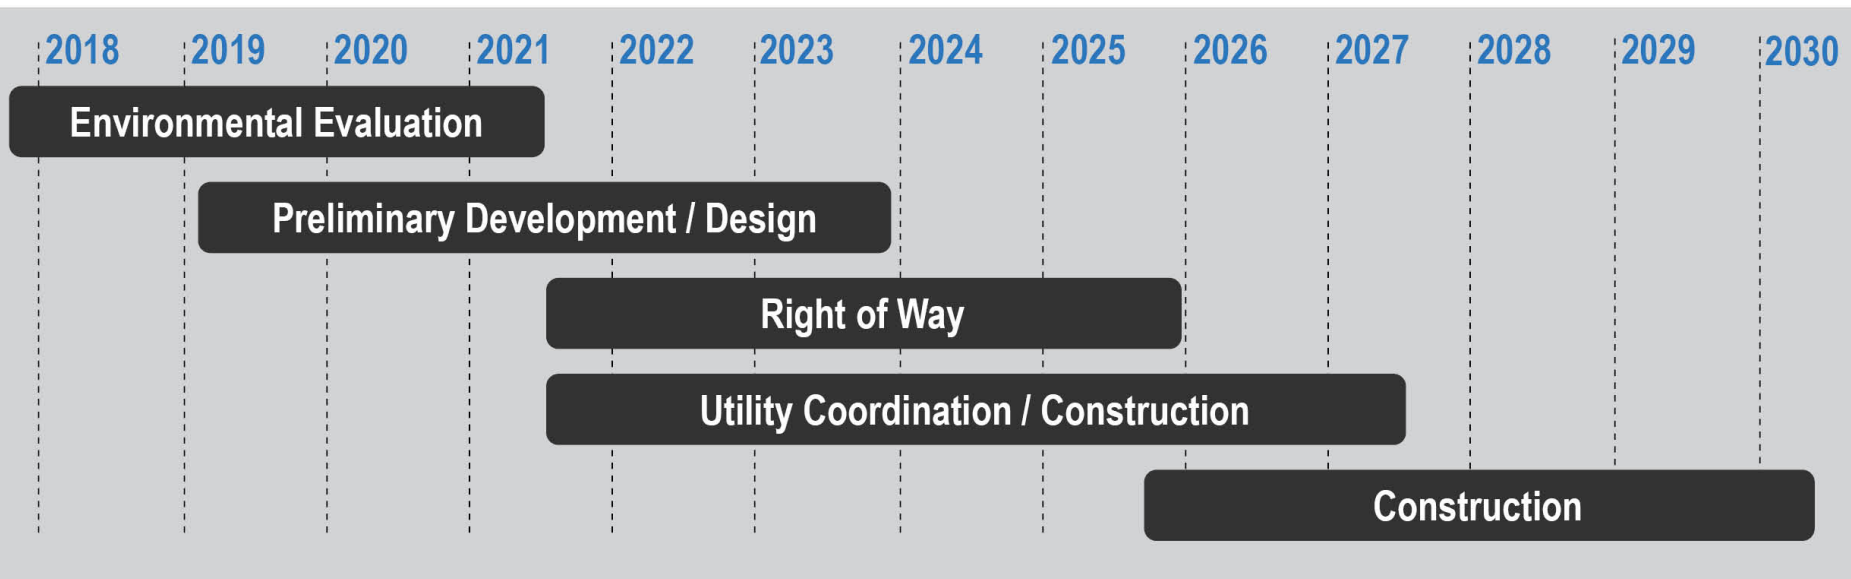 2018 2019 2020 2021 2022 2023 2024 2025 2026 2027 2028 2029 2030
Environmental Evaluation
Preliminary Development / Design
Right of Way
Utility Coordination / Construction
Construction